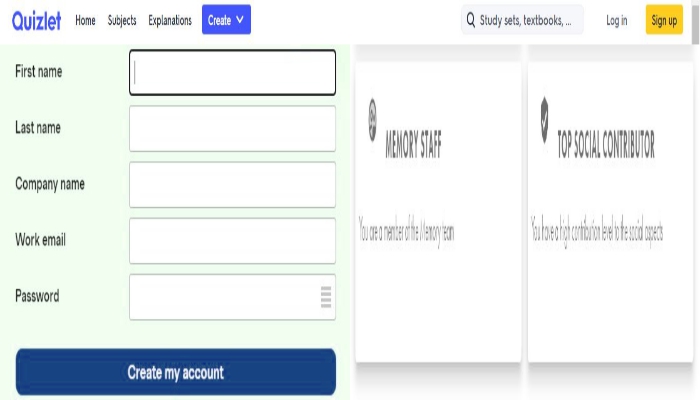 Quizlet Home Subjects Explanations Create Study sets, textbooks, ... Log in Sign up
First name
Last name
Company name
Work email
Password
Create my account
MEMORY STAFF
You are a member of the Memory team
TOP SOCIAL CONTRIBUTOR
You have a high contribution level to the social aspects